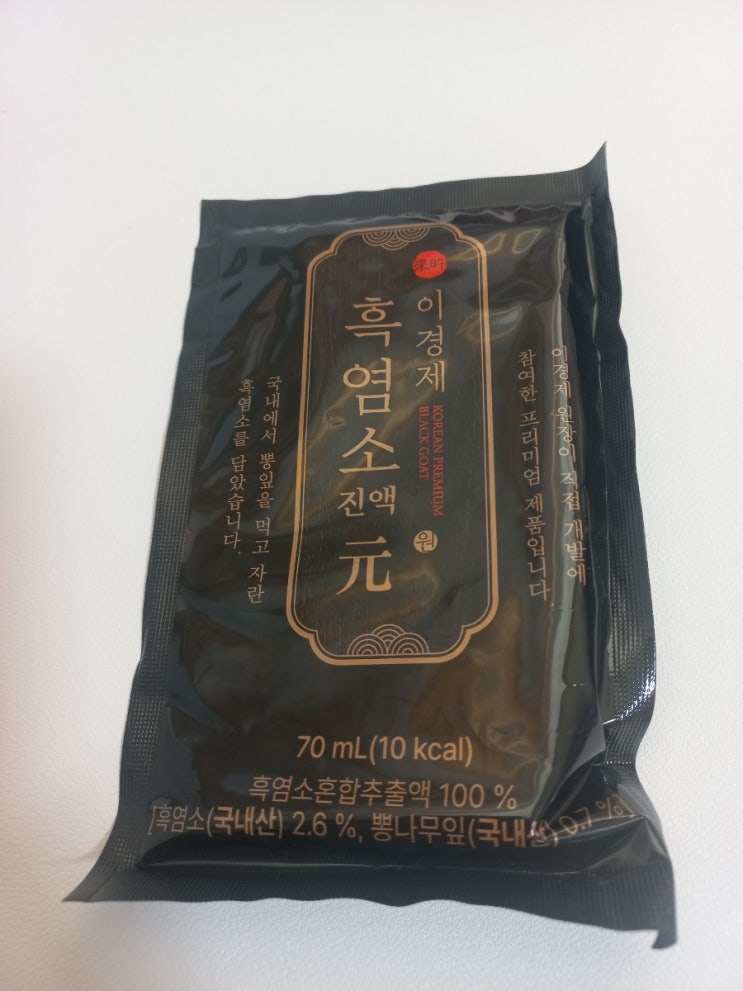 來昨
이경제
흑염소
진액
元
원
KOREAN PREMIUM
BLACK GOAT
이경제 원장이 직접 개발에
참여한 프리미엄 제품입니다.
국내에서 뽕잎을 먹고 자란
흑염소를 담았습니다.
70 mL(10 kcal)
흑염소혼합추출액 100 %
[흑염소(국내산) 2.6 %, 뽕나무잎(국내산) 0.7 %]